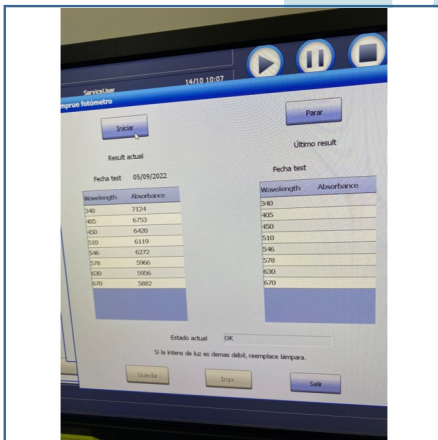 ServiceUser 14/10 10:07
mprue fotómetro
Iniciar Parar
Result actual Último result
Fecha test 05/09/2022 Fecha test
Wavelength Absorbance Wavelength Absorbance
340 7124 340
405 6753 405
450 6420 450
510 6119 510
546 6272 546
578 5966 578
630 5956 630
670 5882 670
Estado actual OK
Si la intens de luz es demas débil, reemplace lámpara.
Guardar Impr. Salir